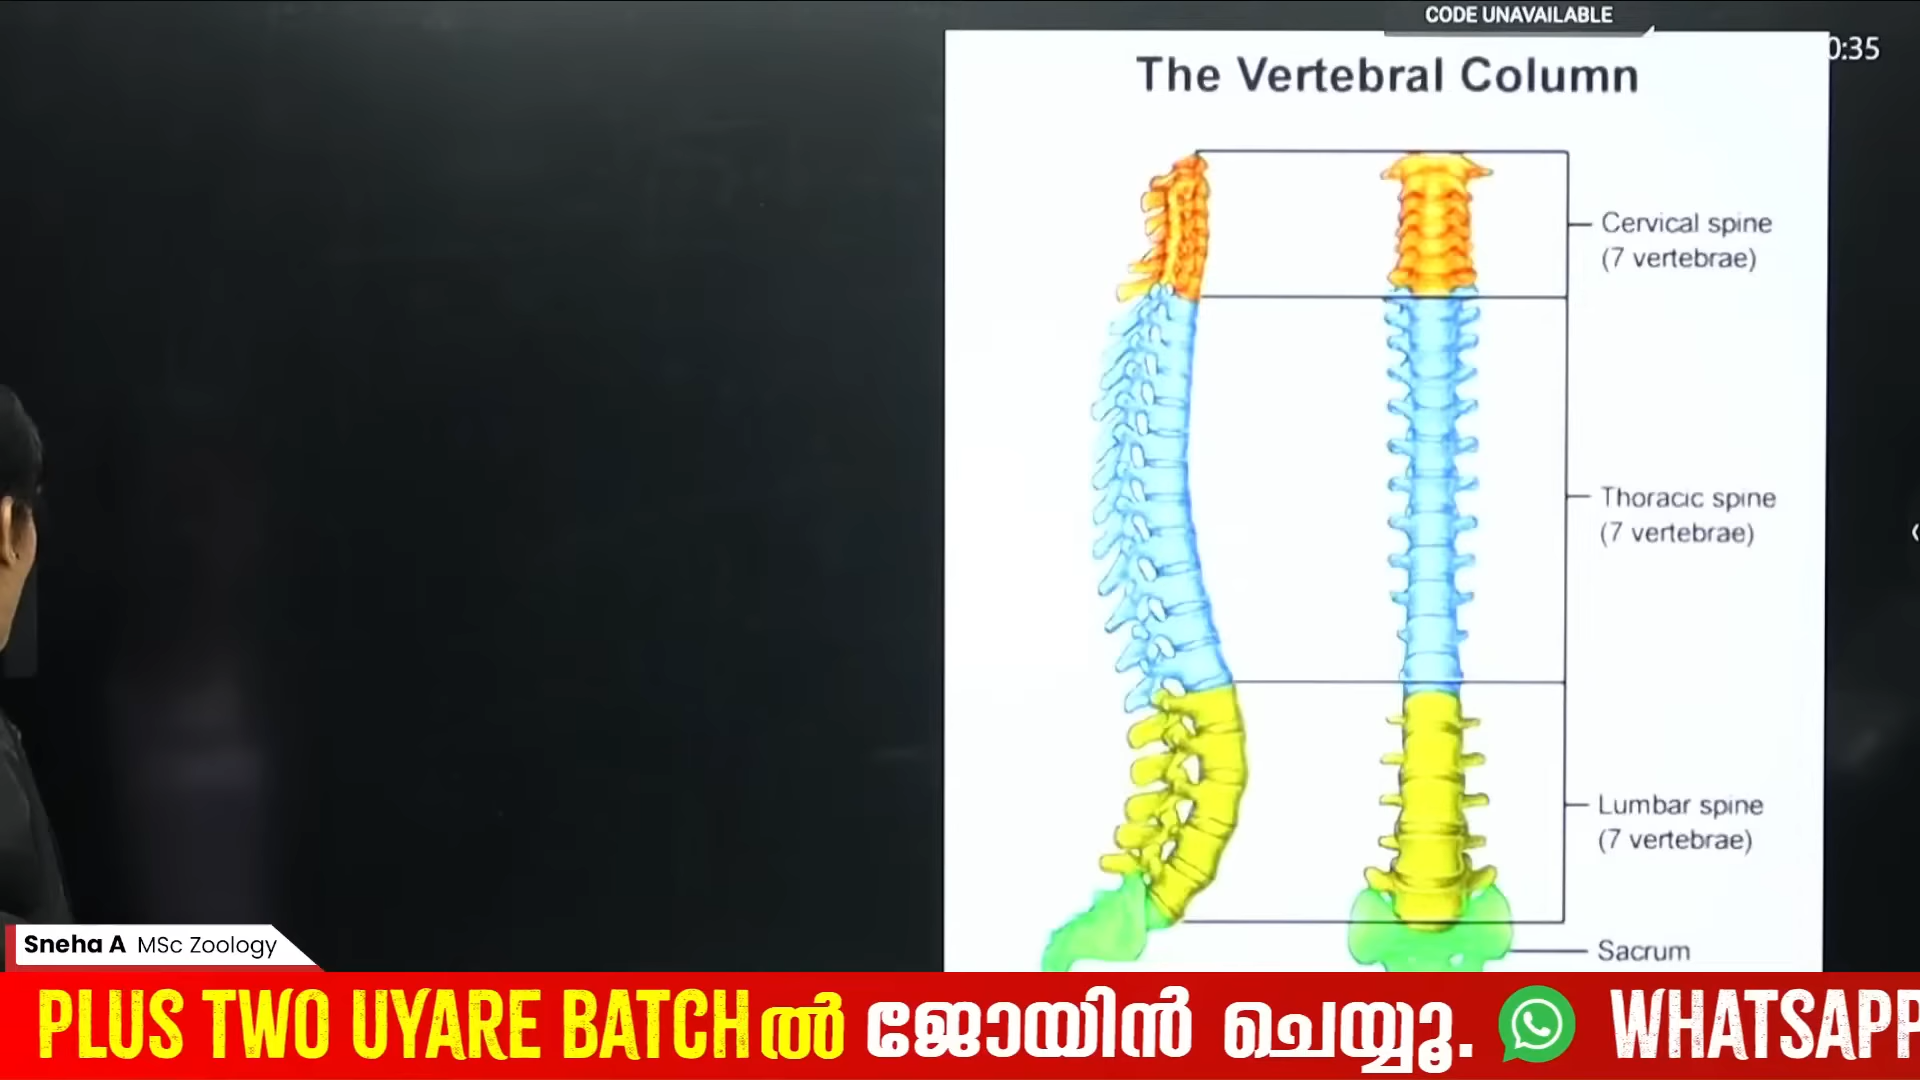 CODE UNAVAILABLE
0:35
The Vertebral Column
Cervical spine
(7 vertebrae)
Thoracic spine
(7 vertebrae)
Lumbar spine
(7 vertebrae)
Sacrum
Sneha A MSc Zoology
PLUS TWO UYARE BATCHൽ ജോയിൻ ചെയ്യൂ. WHATSAPP